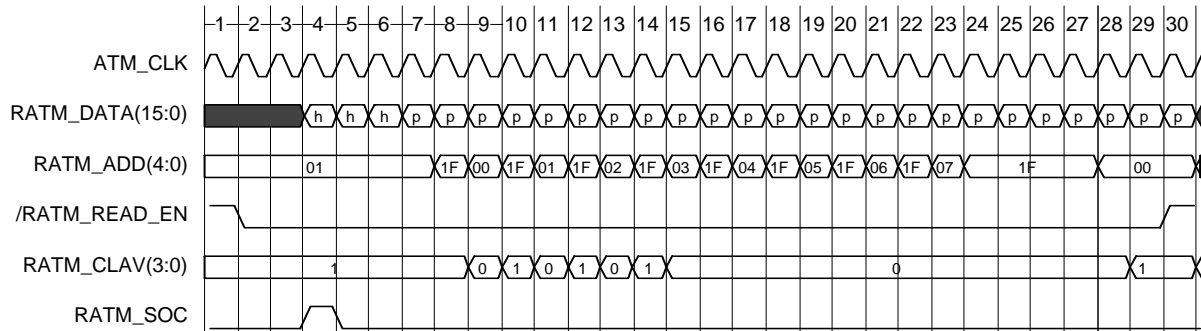 1 2 3 4 5 6 7 8 9 10 11 12 13 14 15 16 17 18 19 20 21 22 23 24 25 26 27 28 29 30
ATM_CLK
RATM_DATA(15:0) h h h p p p p p p p p p p p p p p p p p p p p p p p p
RATM_ADD(4:0) 01 1F 00 1F 01 1F 02 1F 03 1F 04 1F 05 1F 06 1F 07 1F 00
/RATM_READ_EN
RATM_CLAV(3:0) 1 0 1 0 1 0 1 0 1
RATM_SOC